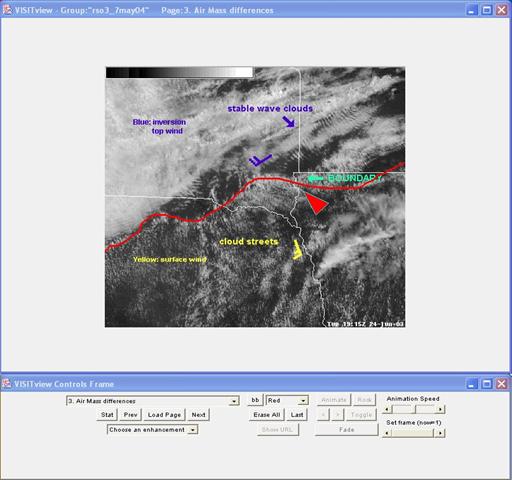 VISITview - Group:"rso3_7may04" Page:3. Air Mass differences
stable wave clouds
Blue: inversion
top wind
BOUNDARY
cloud streets
Yellow: surface wind
Tue 19:15Z 24-Jun-03
VISITview Controls Frame
3. Air Mass differences
bb
Red
Animate
Rock
Animation Speed
Start
Prev
Load Page
Next
Erase All
Last
<
>
Toggle
Choose an enhancement
Show URL
Fade
Set frame (now=1)